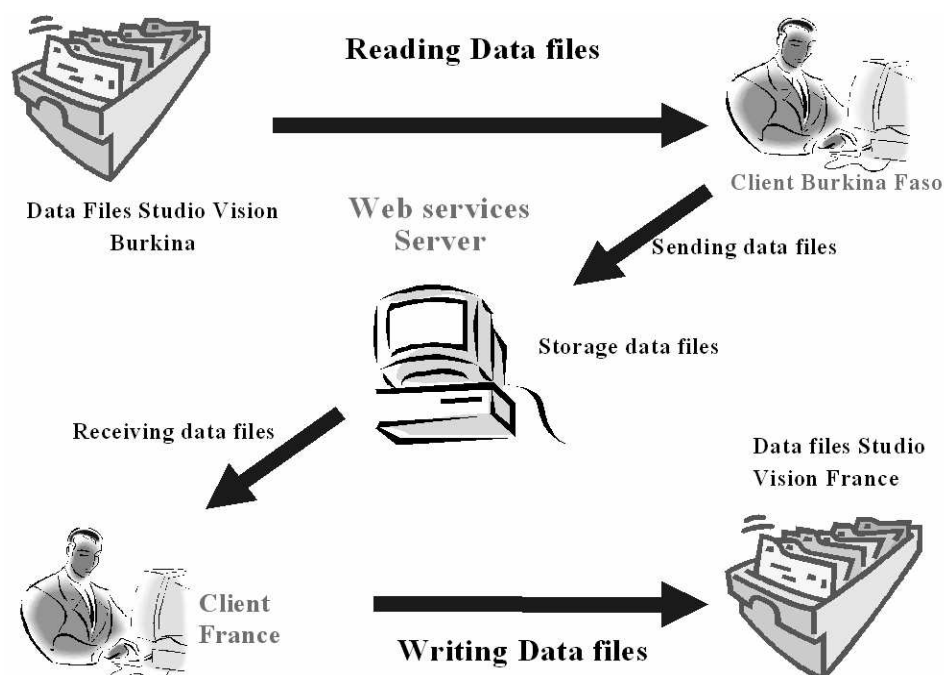 Reading Data files
Client Burkina Faso
Data Files Studio Vision
Burkina
Web services
Server
Sending data files
Storage data files
Receiving data files
Data files Studio
Vision France
Client
France
Writing Data files